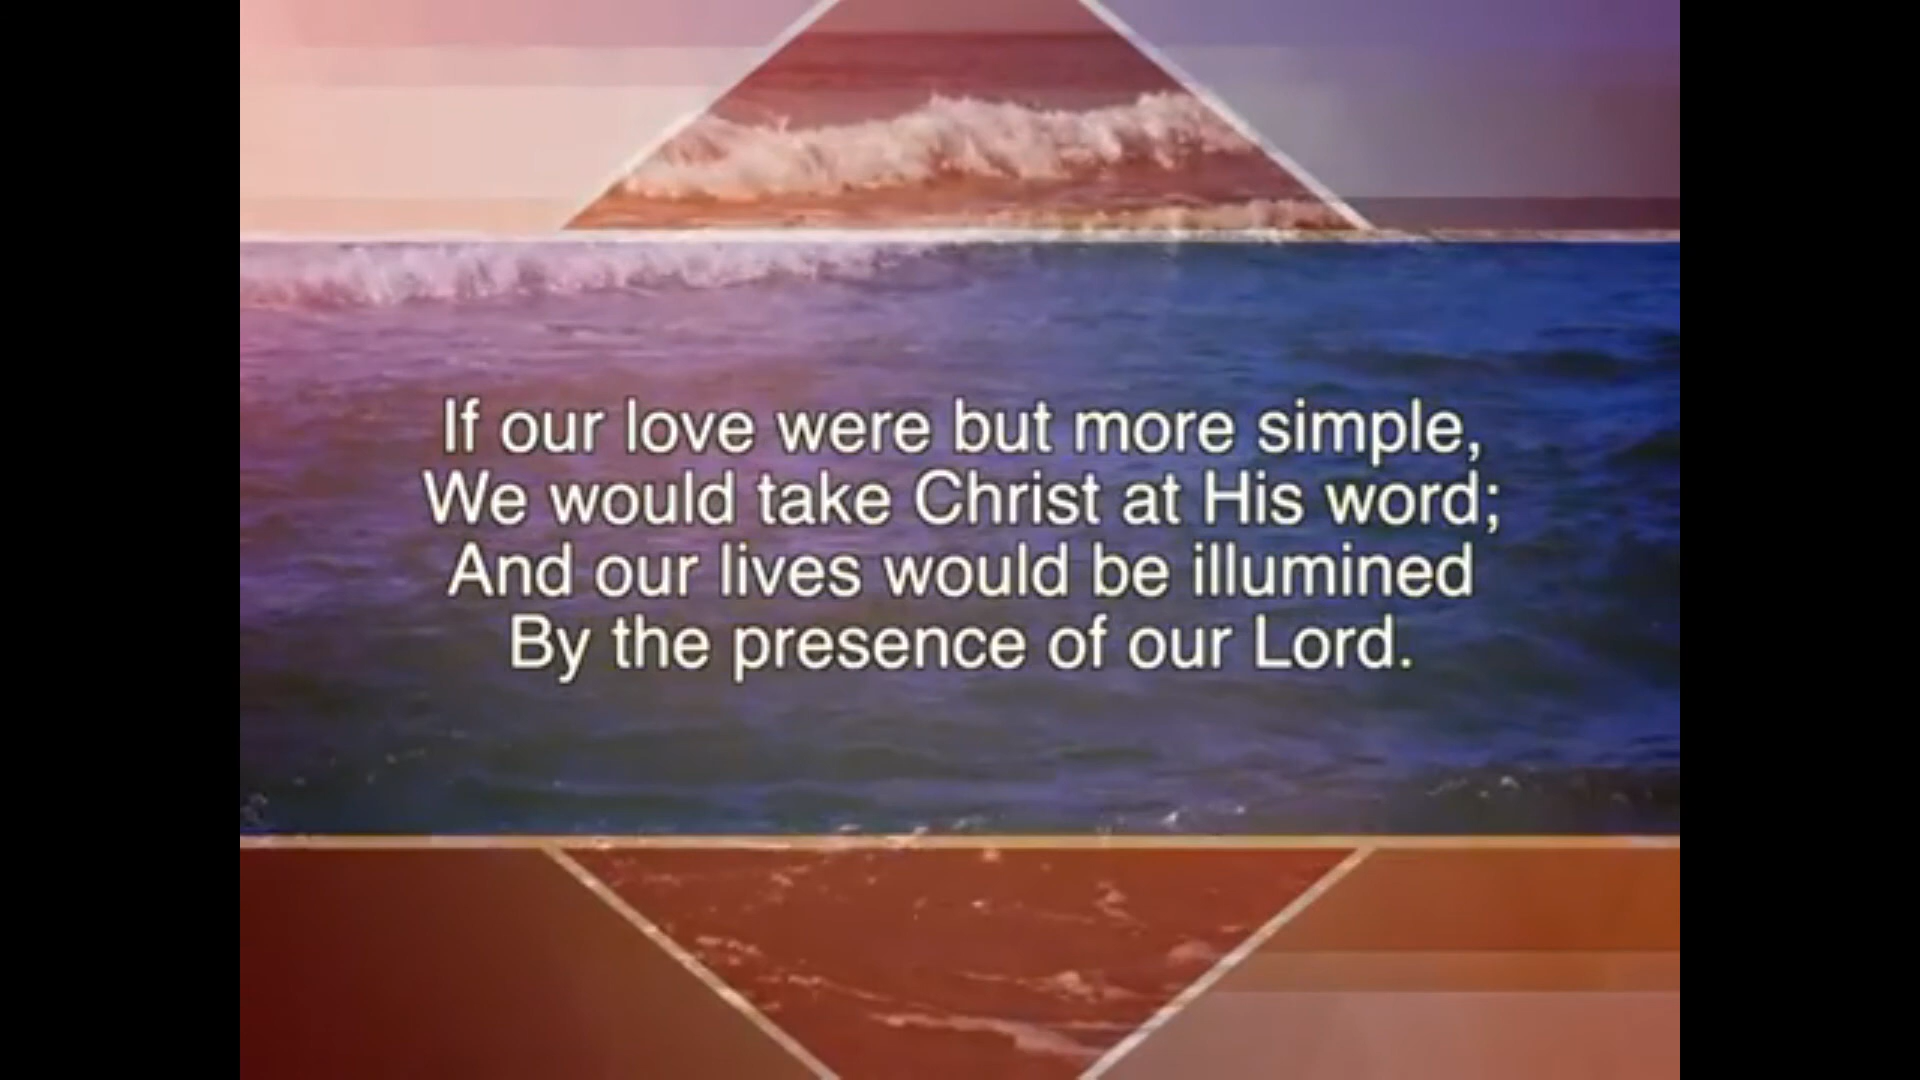 If our love were but more simple,
We would take Christ at His word;
And our lives would be illumined
By the presence of our Lord.